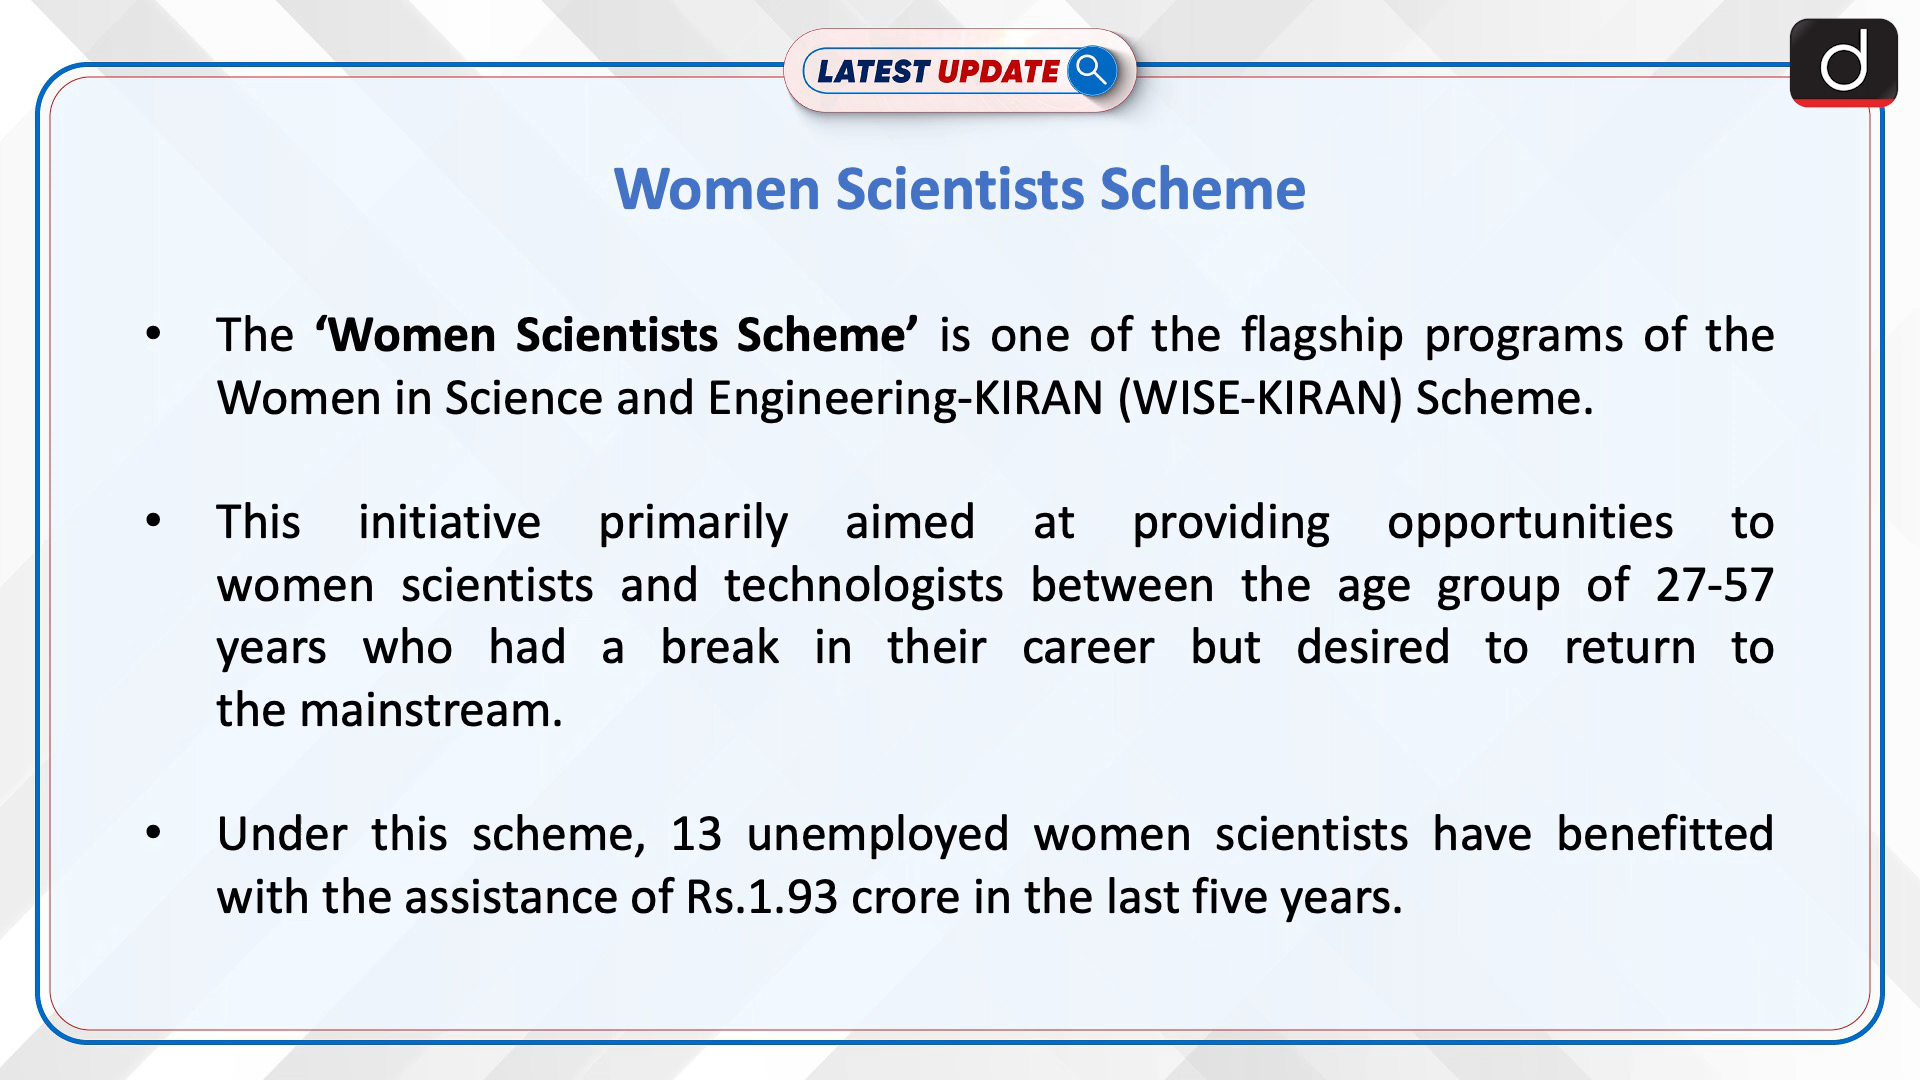 LATEST UPDATE
d
Women Scientists Scheme
• The ‘Women Scientists Scheme’ is one of the flagship programs of the
Women in Science and Engineering-KIRAN (WISE-KIRAN) Scheme.
• This initiative primarily aimed at providing opportunities to
women scientists and technologists between the age group of 27-57
years who had a break in their career but desired to return to
the mainstream.
• Under this scheme, 13 unemployed women scientists have benefitted
with the assistance of Rs.1.93 crore in the last five years.